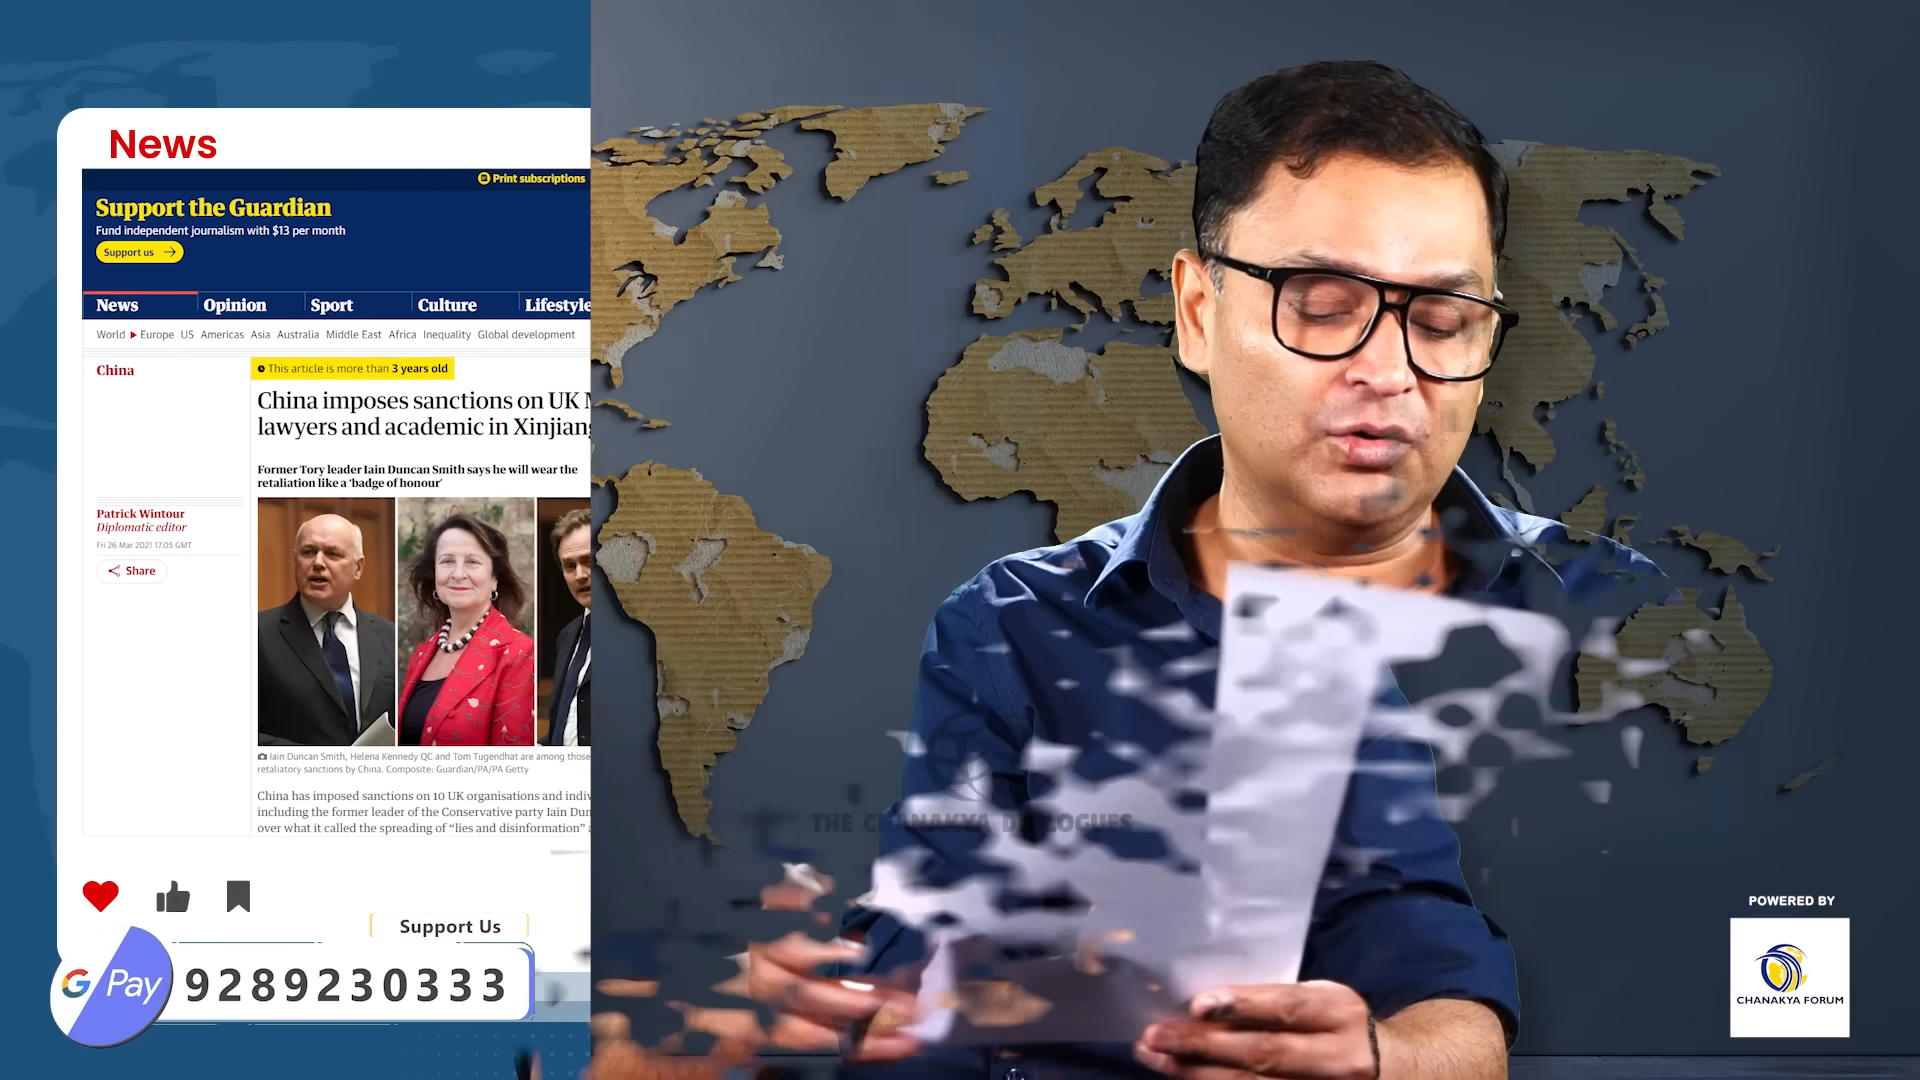 News
Print subscriptions
Support the Guardian
Fund independent journalism with $13 per month
Support us
News Opinion Sport Culture Lifestyle
World Europe US Americas Asia Australia Middle East Africa Inequality Global development
China
This article is more than 3 years old
China imposes sanctions on UK
lawyers and academic in Xinjiang
Former Tory leader Iain Duncan Smith says he will wear the
retaliation like a ‘badge of honour’
Patrick Wintour
Diplomatic editor
Fri 26 Mar 2021 17.05 GMT
Share
Iain Duncan Smith, Helena Kennedy QC and Tom Tugendhat are among those
retaliatory sanctions by China. Composite: Guardian/PA/PA Getty
China has imposed sanctions on 10 UK organisations and
including the former leader of the Conservative party Iain
over what it called the spreading of “lies and disinformation”
Support Us
G Pay 9289230333
THE CHANAKYA DIALOGUES
POWERED BY
CHANAKYA FORUM